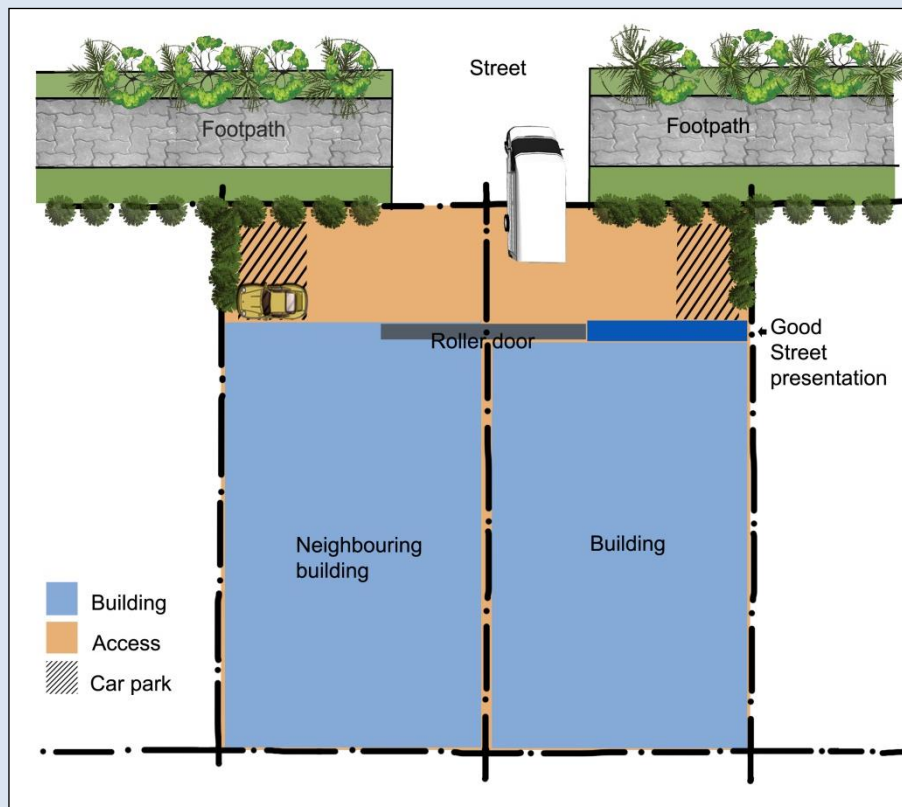 Street
Footpath
Footpath
Roller door
Good
Street
presentation
Neighbouring
building
Building
Building
Access
Car park